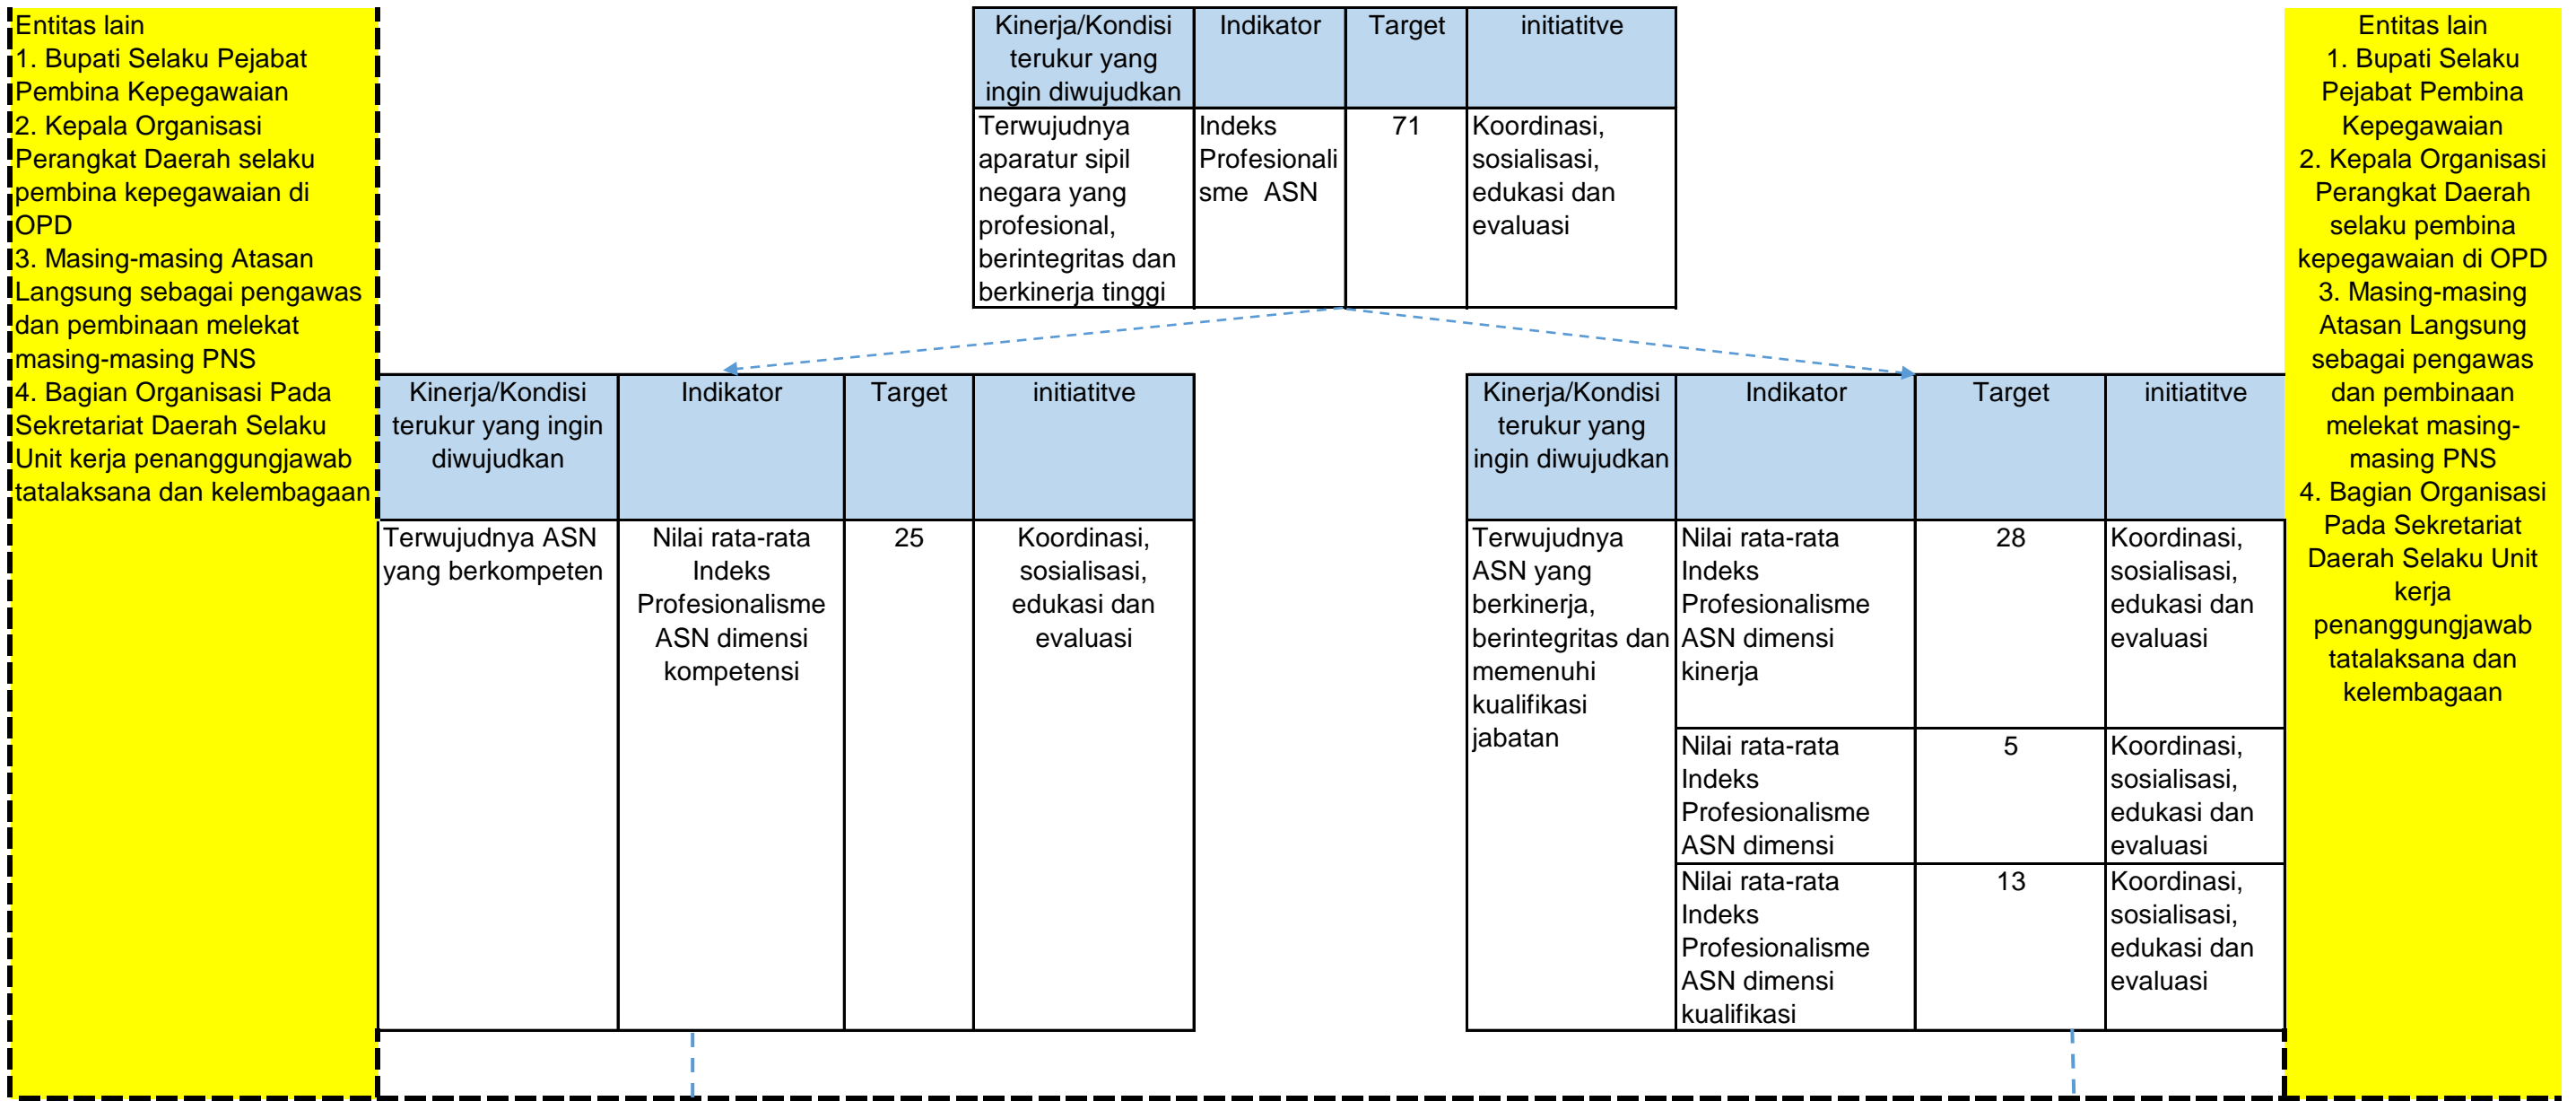 Entitas lain
1. Bupati Selaku Pejabat
Pembina Kepegawaian
2. Kepala Organisasi
Perangkat Daerah selaku
pembina kepegawaian di
OPD
3. Masing-masing Atasan
Langsung sebagai pengawas
dan pembinaan melekat
masing-masing PNS
4. Bagian Organisasi Pada
Sekretariat Daerah Selaku
Unit kerja penanggungjawab
tatalaksana dan kelembagaan
Kinerja/Kondisi
terukur yang
ingin diwujudkan
Indikator
Target
initiatitve
Terwujudnya
aparatur sipil
negara yang
profesional,
berintegritas dan
berkinerja tinggi
Indeks
Profesionali
sme ASN
71
Koordinasi,
sosialisasi,
edukasi dan
evaluasi
Kinerja/Kondisi
terukur yang ingin
diwujudkan
Indikator
Target
initiatitve
Terwujudnya ASN
yang berkompeten
Nilai rata-rata
Indeks
Profesionalisme
ASN dimensi
kompetensi
25
Koordinasi,
sosialisasi,
edukasi dan
evaluasi
Kinerja/Kondisi
terukur yang
ingin diwujudkan
Indikator
Target
initiatitve
Terwujudnya
ASN yang
berkinerja,
berintegritas dan
memenuhi
kualifikasi
jabatan
Nilai rata-rata
Indeks
Profesionalisme
ASN dimensi
kinerja
28
Koordinasi,
sosialisasi,
edukasi dan
evaluasi
Nilai rata-rata
Indeks
Profesionalisme
ASN dimensi
5
Koordinasi,
sosialisasi,
edukasi dan
evaluasi
Nilai rata-rata
Indeks
Profesionalisme
ASN dimensi
kualifikasi
13
Koordinasi,
sosialisasi,
edukasi dan
evaluasi
Entitas lain
1. Bupati Selaku
Pejabat Pembina
Kepegawaian
2. Kepala Organisasi
Perangkat Daerah
selaku pembina
kepegawaian di OPD
3. Masing-masing
Atasan Langsung
sebagai pengawas
dan pembinaan
melekat masing-
masing PNS
4. Bagian Organisasi
Pada Sekretariat
Daerah Selaku Unit
kerja
penanggungjawab
tatalaksana dan
kelembagaan